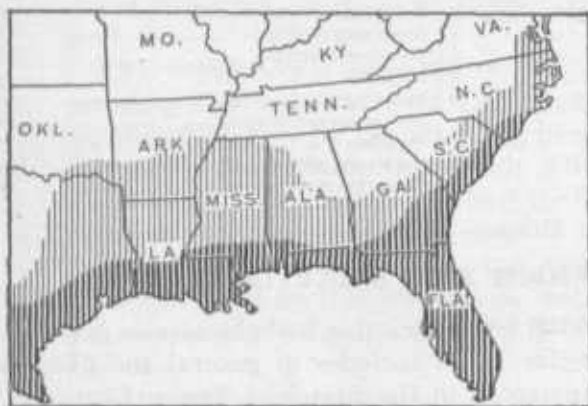 MO.
KY
VA.
TENN.
N.C
OKL.
ARK
S.C.
MISS.
ALA.
GA.
LA.
FLA.